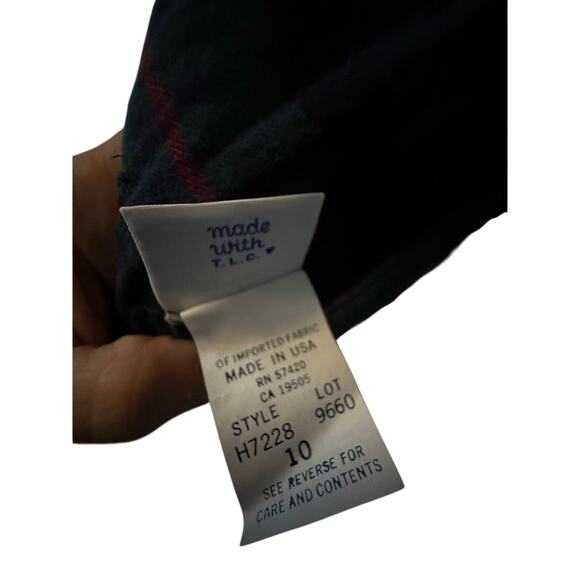 made
with
T.L.C. ♥
OF IMPORTED FABRIC
MADE IN USA
RN 57420
CA 19505
STYLE LOT
H7228 9660
10
SEE REVERSE FOR
CARE AND CONTENTS